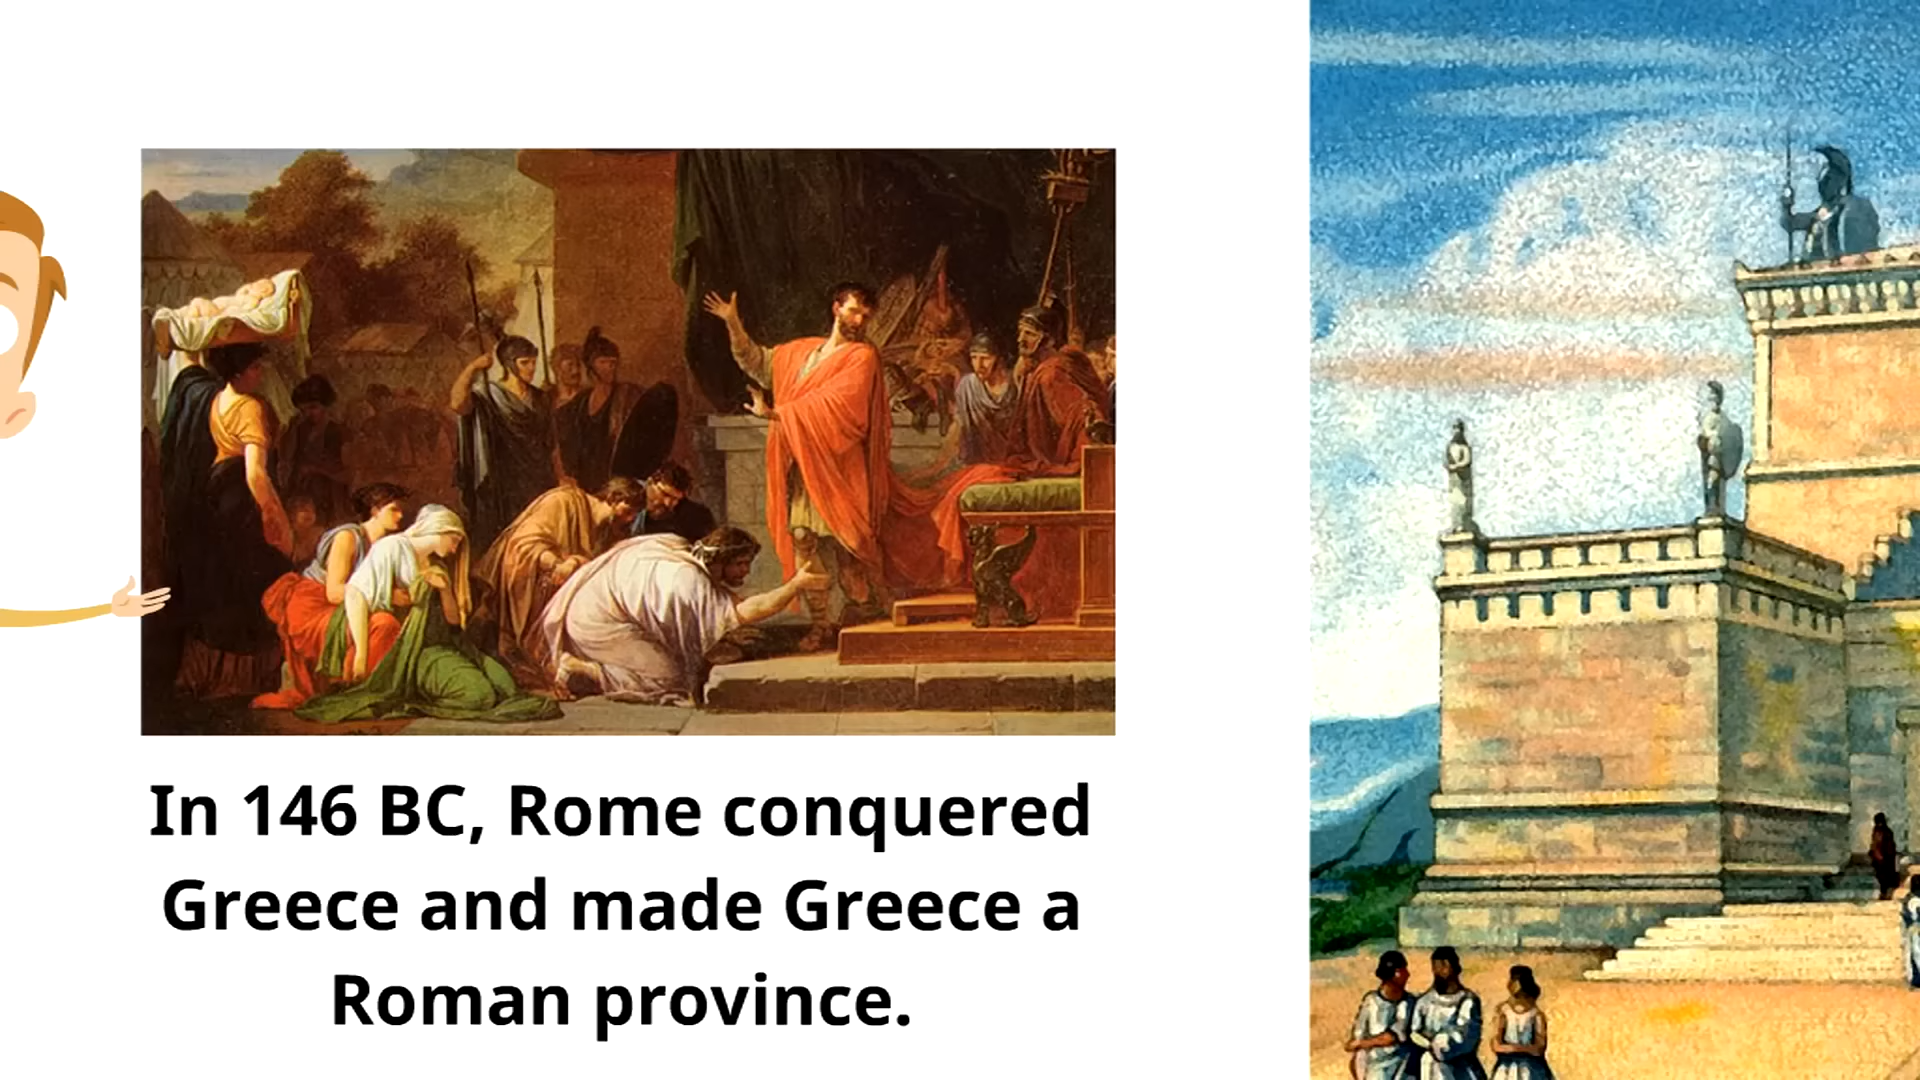 In 146 BC, Rome conquered
Greece and made Greece a
Roman province.